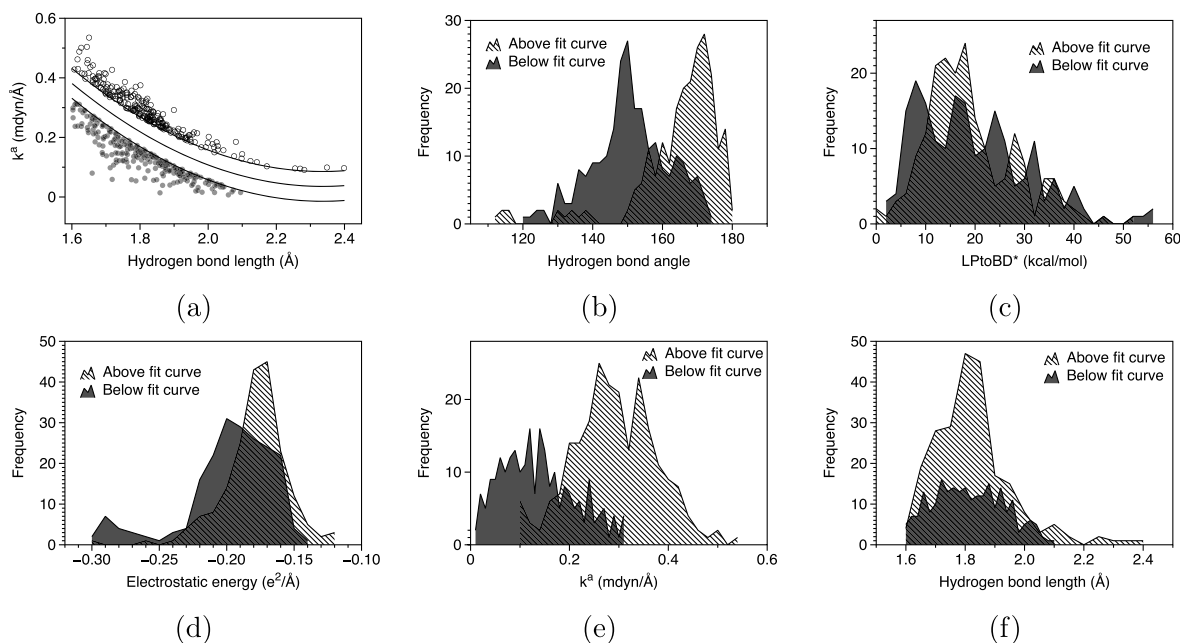 0.6
0.4
0.2
0
kᵃ (mdyn/Å)
1.6 1.8 2.0 2.2 2.4
Hydrogen bond length (Å)
(a)
30
20
10
0
Frequency
Above fit curve
Below fit curve
120 140 160 180
Hydrogen bond angle
(b)
20
10
0
Frequency
Above fit curve
Below fit curve
0 10 20 30 40 50 60
LPtoBD* (kcal/mol)
(c)
50
40
30
20
10
0
Frequency
Above fit curve
Below fit curve
−0.30 −0.25 −0.20 −0.15 −0.10
Electrostatic energy (e²/Å)
(d)
20
10
0
Frequency
Above fit curve
Below fit curve
0 0.2 0.4 0.6
kᵃ (mdyn/Å)
(e)
50
40
30
20
10
0
Frequency
Above fit curve
Below fit curve
1.6 1.8 2.0 2.2 2.4
Hydrogen bond length (Å)
(f)